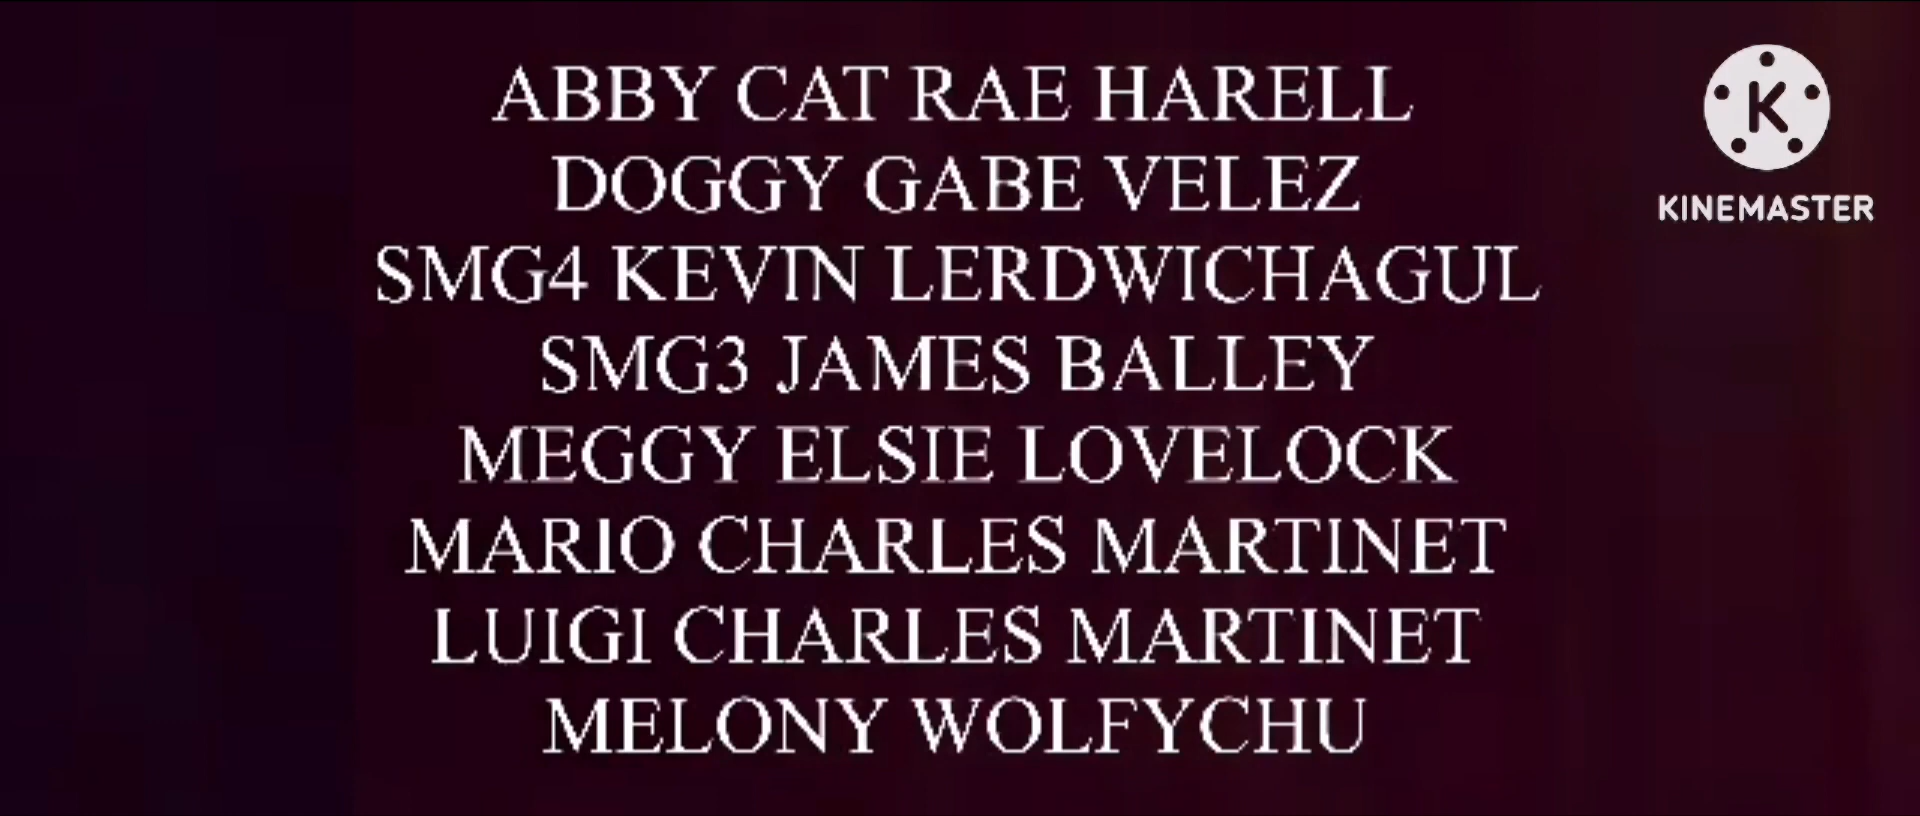 ABBY CAT RAE HARELL
DOGGY GABE VELEZ
SMG4 KEVIN LERDWICHAGUL
SMG3 JAMES BALLEY
MEGGY ELSIE LOVELOCK
MARIO CHARLES MARTINET
LUIGI CHARLES MARTINET
MELONY WOLFYCHU
K
KINEMASTER